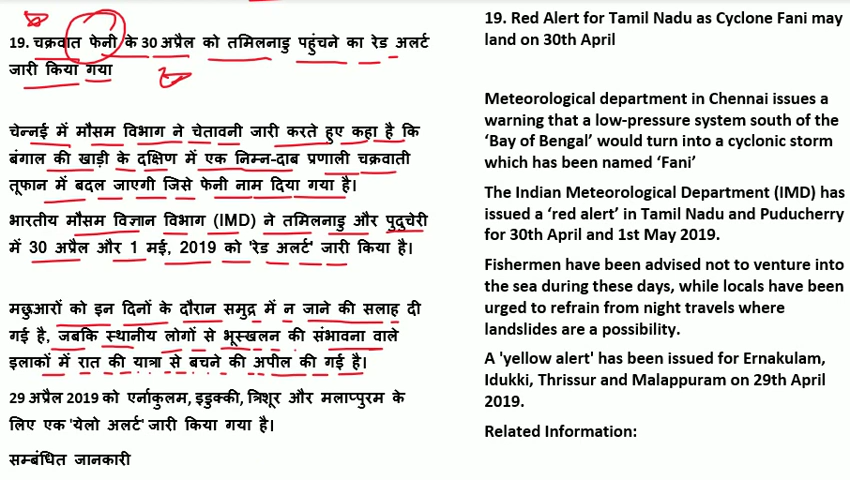 19. चक्रवात फेनी के 30 अप्रैल को तमिलनाडु पहुंचने का रेड अलर्ट
जारी किया गया
चेन्नई में मौसम विभाग ने चेतावनी जारी करते हुए कहा है कि
बंगाल की खाड़ी के दक्षिण में एक निम्न-दाब प्रणाली चक्रवाती
तूफान में बदल जाएगी जिसे फेनी नाम दिया गया है।
भारतीय मौसम विज्ञान विभाग (IMD) ने तमिलनाडु और पुदुचेरी
में 30 अप्रैल और 1 मई, 2019 को 'रेड अलर्ट' जारी किया है।
मछुआरों को इन दिनों के दौरान समुद्र में न जाने की सलाह दी
गई है, जबकि स्थानीय लोगों से भूस्खलन की संभावना वाले
इलाकों में रात की यात्रा से बचने की अपील की गई है।
29 अप्रैल 2019 को एर्नाकुलम, इडुक्की, त्रिशूर और मलाप्पुरम के
लिए एक 'येलो अलर्ट' जारी किया गया है।
सम्बंधित जानकारी
19. Red Alert for Tamil Nadu as Cyclone Fani may
land on 30th April
Meteorological department in Chennai issues a
warning that a low-pressure system south of the
‘Bay of Bengal’ would turn into a cyclonic storm
which has been named ‘Fani’
The Indian Meteorological Department (IMD) has
issued a ‘red alert’ in Tamil Nadu and Puducherry
for 30th April and 1st May 2019.
Fishermen have been advised not to venture into
the sea during these days, while locals have been
urged to refrain from night travels where
landslides are a possibility.
A 'yellow alert' has been issued for Ernakulam,
Idukki, Thrissur and Malappuram on 29th April
2019.
Related Information: